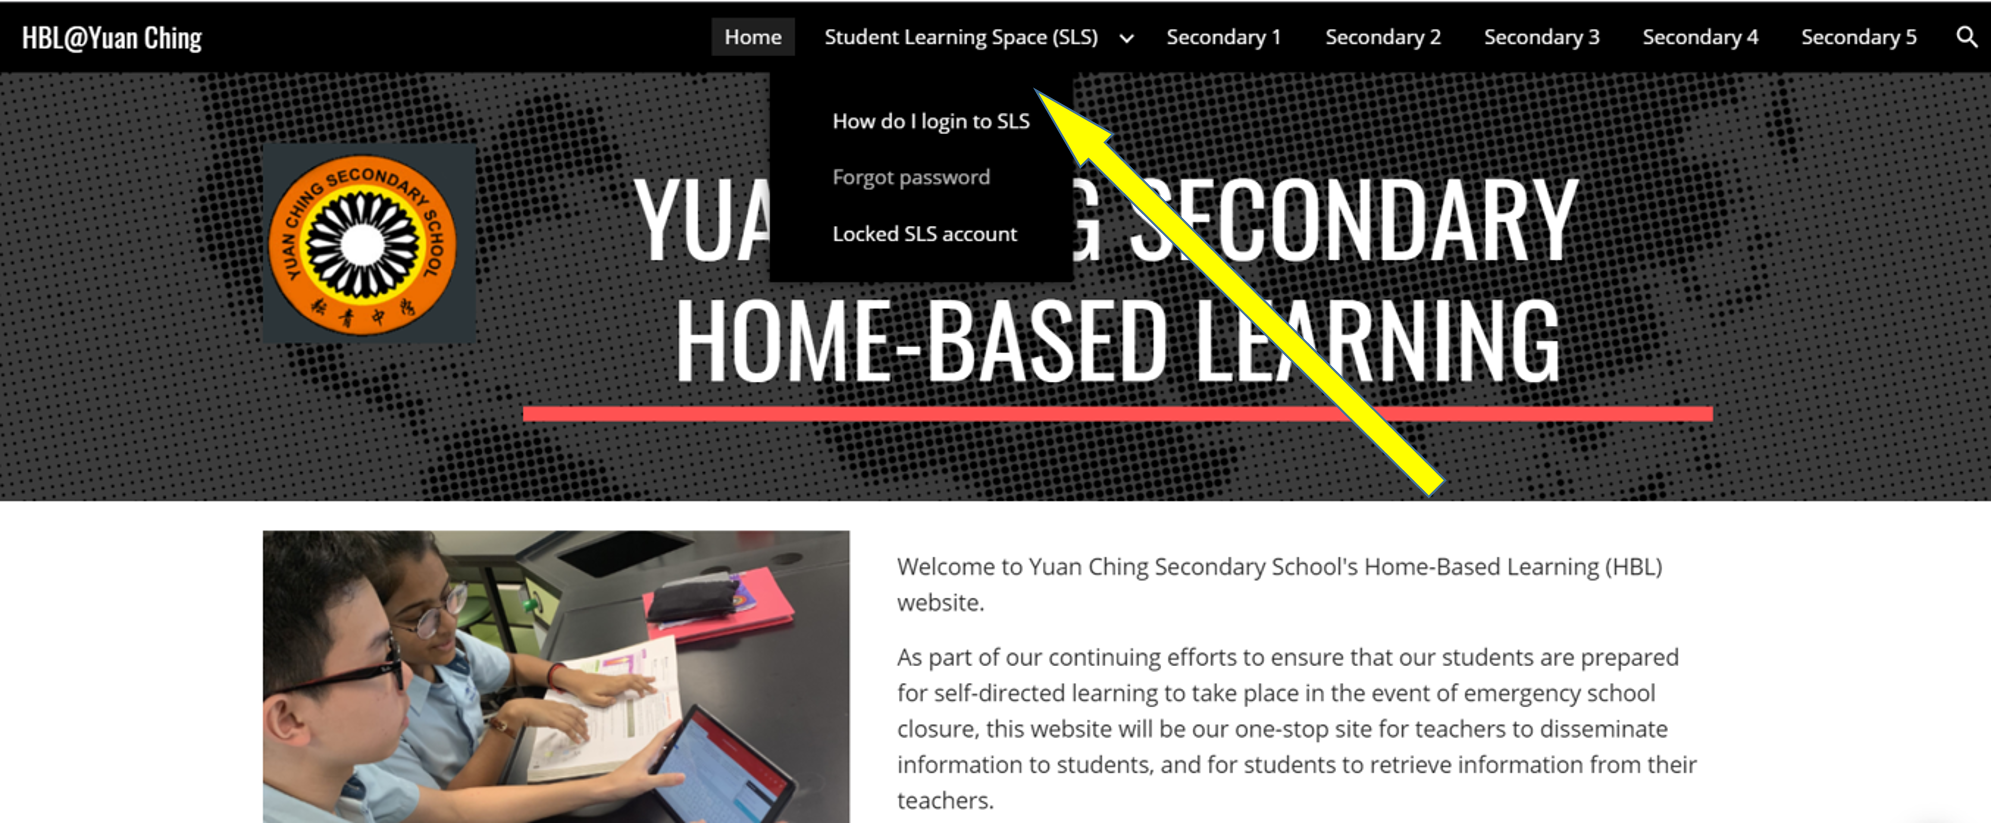 HBL@Yuan Ching
Home
Student Learning Space (SLS)
Secondary 1
Secondary 2
Secondary 3
Secondary 4
Secondary 5
How do I login to SLS
Forgot password
Locked SLS account
YUAN CHING SECONDARY SCHOOL
青中
SECONDARY
HOME-BASED LEARNING
Welcome to Yuan Ching Secondary School's Home-Based Learning (HBL)
website.
As part of our continuing efforts to ensure that our students are prepared
for self-directed learning to take place in the event of emergency school
closure, this website will be our one-stop site for teachers to disseminate
information to students, and for students to retrieve information from their
teachers.